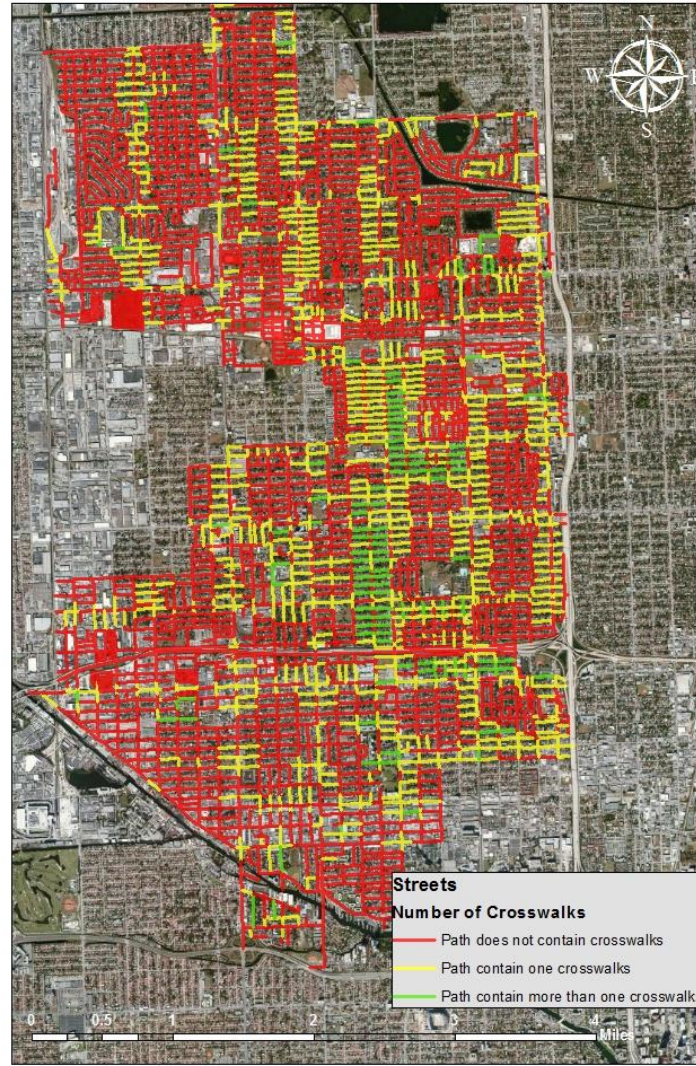 N
W
S
Streets
Number of Crosswalks
Path does not contain crosswalks
Path contain one crosswalks
Path contain more than one crosswalk
0 0.5 1 2 3 4
Miles